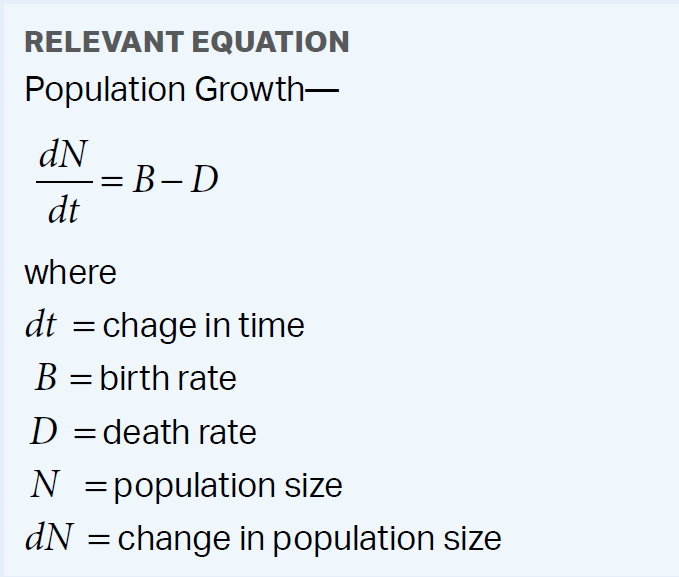 RELEVANT EQUATION
Population Growth—
dN/dt = B – D
where
dt = chage in time
B = birth rate
D = death rate
N = population size
dN = change in population size